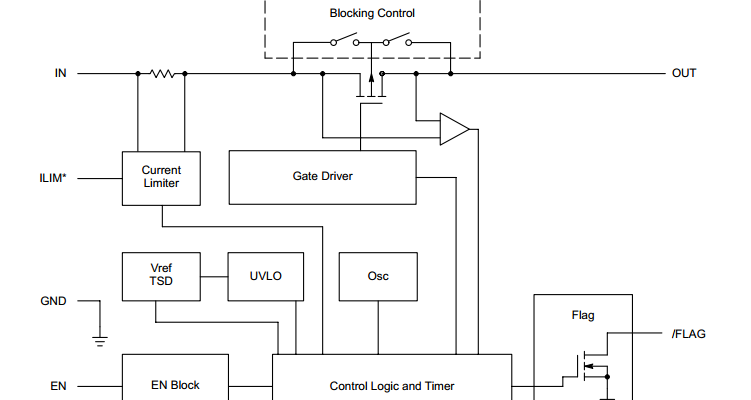 Blocking Control
IN
OUT
Current
Limiter
ILIM*
Gate Driver
Vref
TSD
UVLO
Osc
GND
Flag
/FLAG
EN
EN Block
Control Logic and Timer